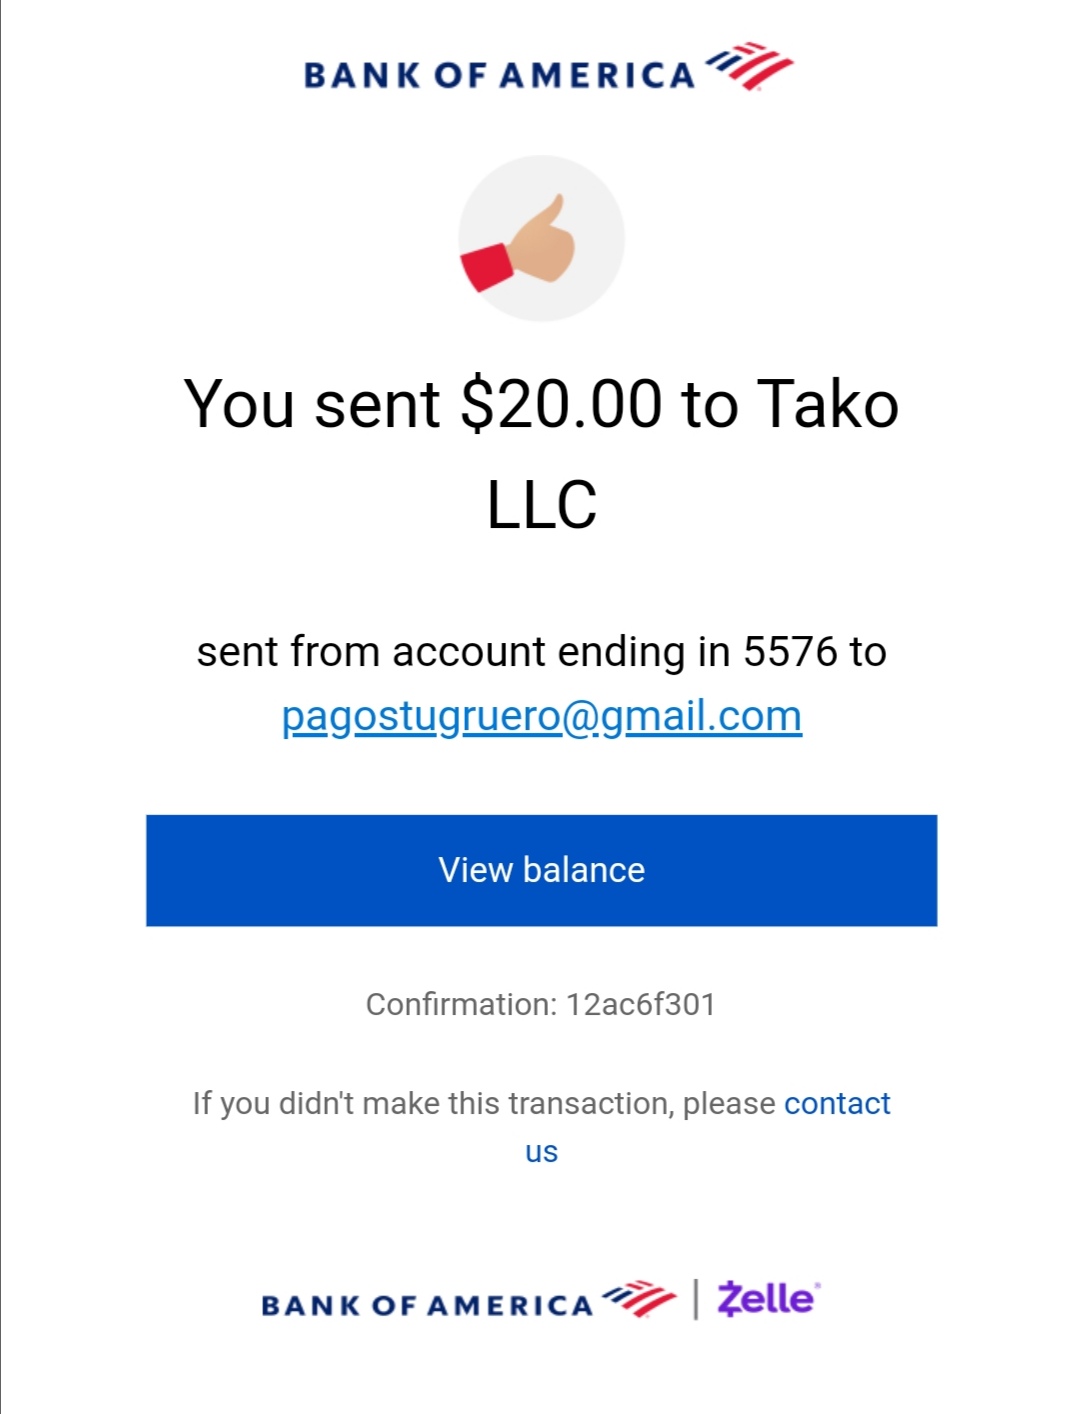 BANK OF AMERICA
You sent $20.00 to Tako
LLC
sent from account ending in 5576 to
pagostugruero@gmail.com
View balance
Confirmation: 12ac6f301
If you didn't make this transaction, please contact
us
BANK OF AMERICA | Zelle®